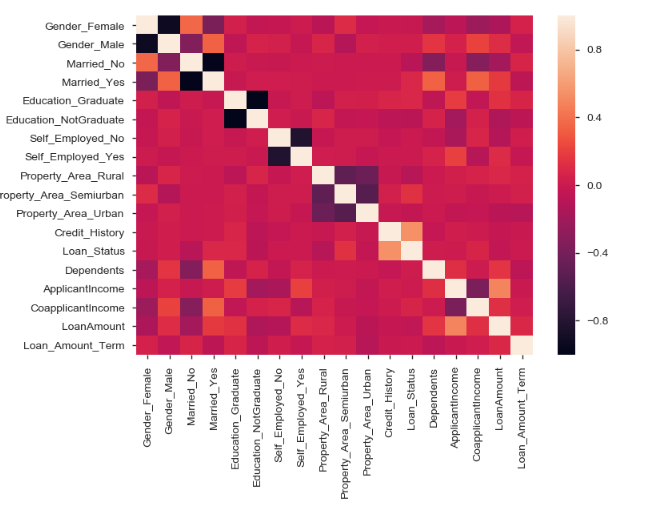 Gender_Female
Gender_Male
Married_No
Married_Yes
Education_Graduate
Education_NotGraduate
Self_Employed_No
Self_Employed_Yes
Property_Area_Rural
roperty_Area_Semiurban
Property_Area_Urban
Credit_History
Loan_Status
Dependents
ApplicantIncome
CoapplicantIncome
LoanAmount
Loan_Amount_Term
Gender_Female
Gender_Male
Married_No
Married_Yes
Education_Graduate
Education_NotGraduate
Self_Employed_No
Self_Employed_Yes
Property_Area_Rural
Property_Area_Semiurban
Property_Area_Urban
Credit_History
Loan_Status
Dependents
ApplicantIncome
CoapplicantIncome
LoanAmount
Loan_Amount_Term
0.8
0.4
0.0
−0.4
−0.8